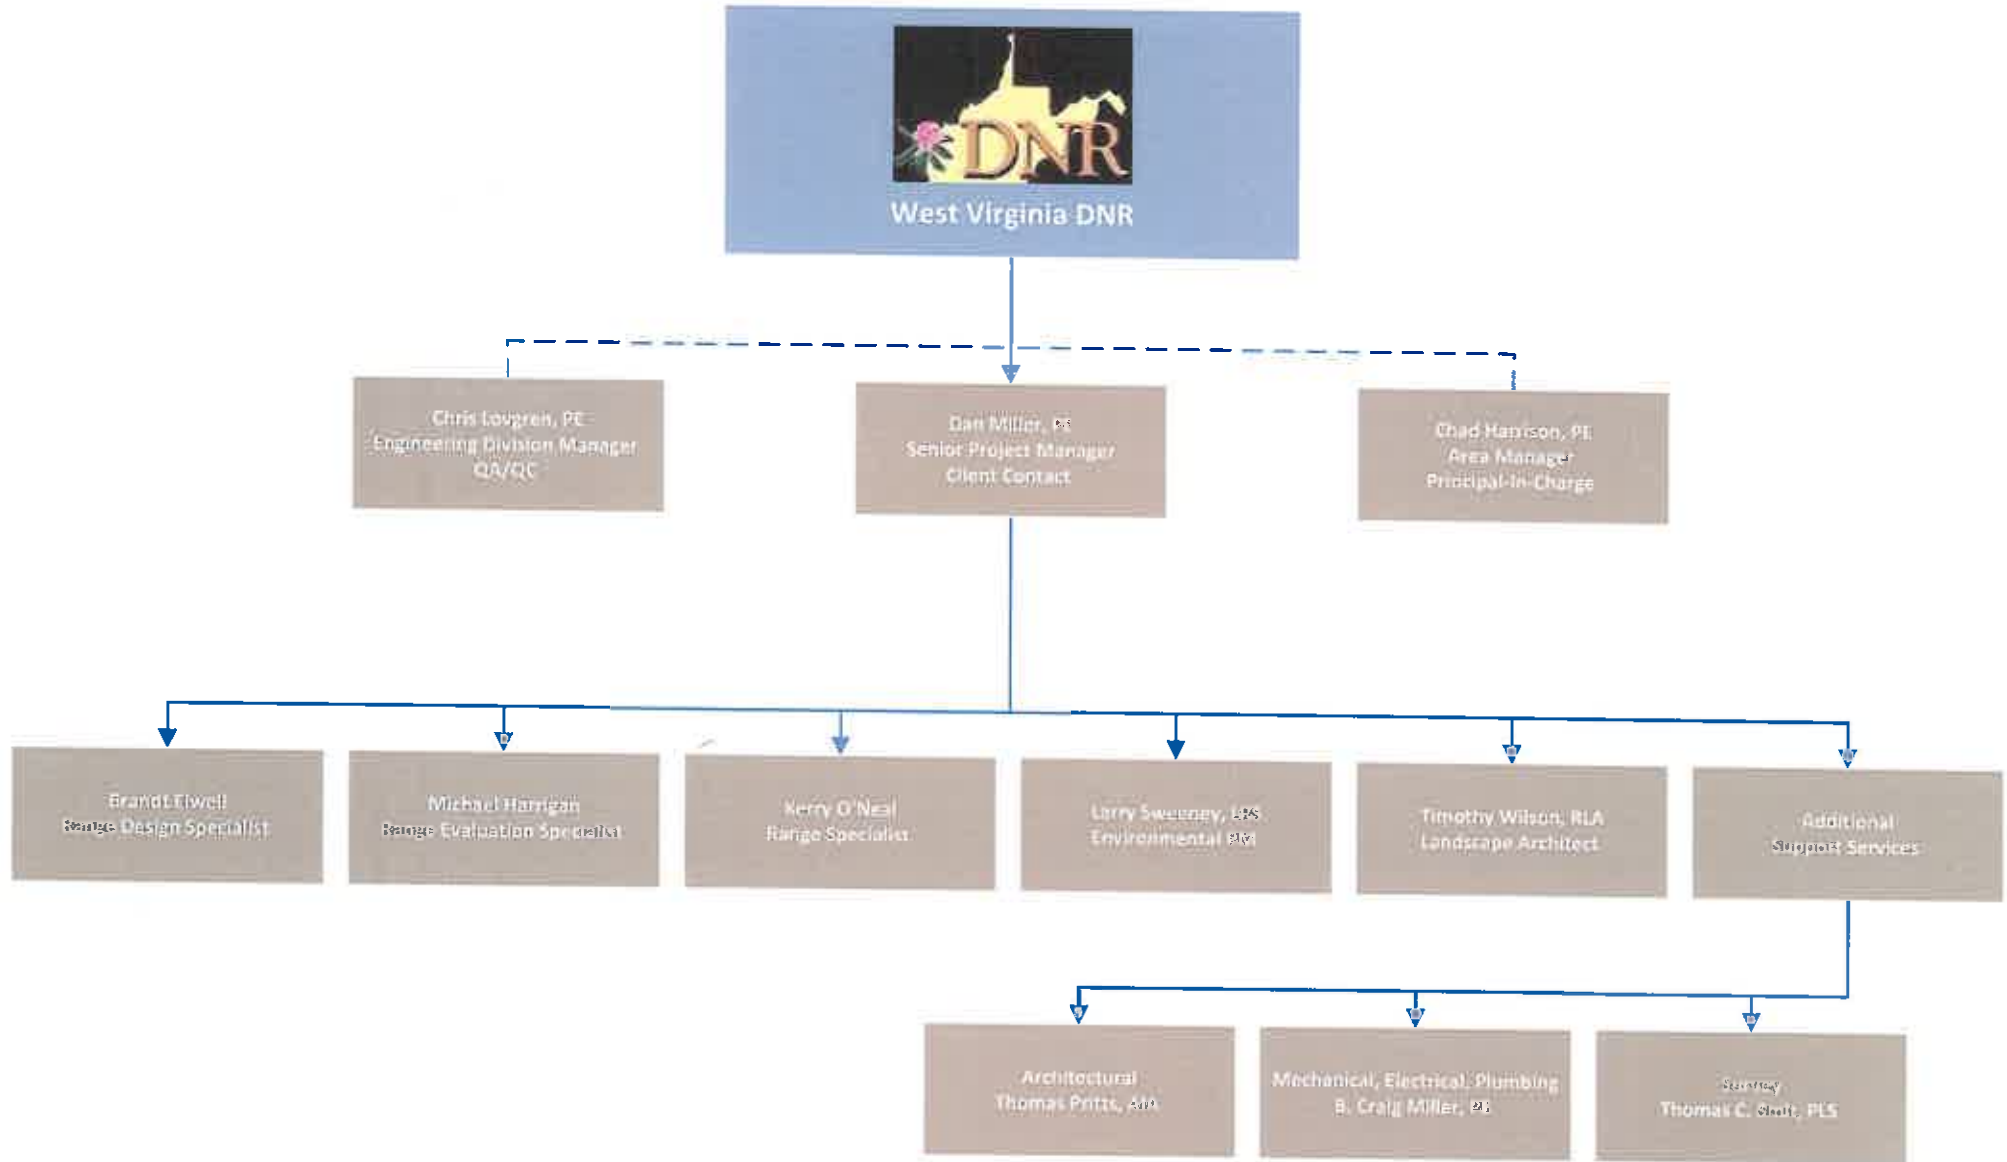 DNR
West Virginia DNR
Chris Lovgren, PE
Engineering Division Manager
QA/QC
Dan Miller, PE
Senior Project Manager
Client Contact
Chad Harrison, PE
Area Manager
Principal-In-Charge
Brandt Elwell
Range Design Specialist
Michael Harrigan
Range Evaluation Specialist
Kerry O'Neal
Range Specialist
Larry Sweeney,
Environmental
Timothy Wilson, RLA
Landscape Architect
Additional
Support Services
Architectural
Thomas Pritts, AIA
Mechanical, Electrical, Plumbing
B. Craig Miller, PE
Thomas C. PLS